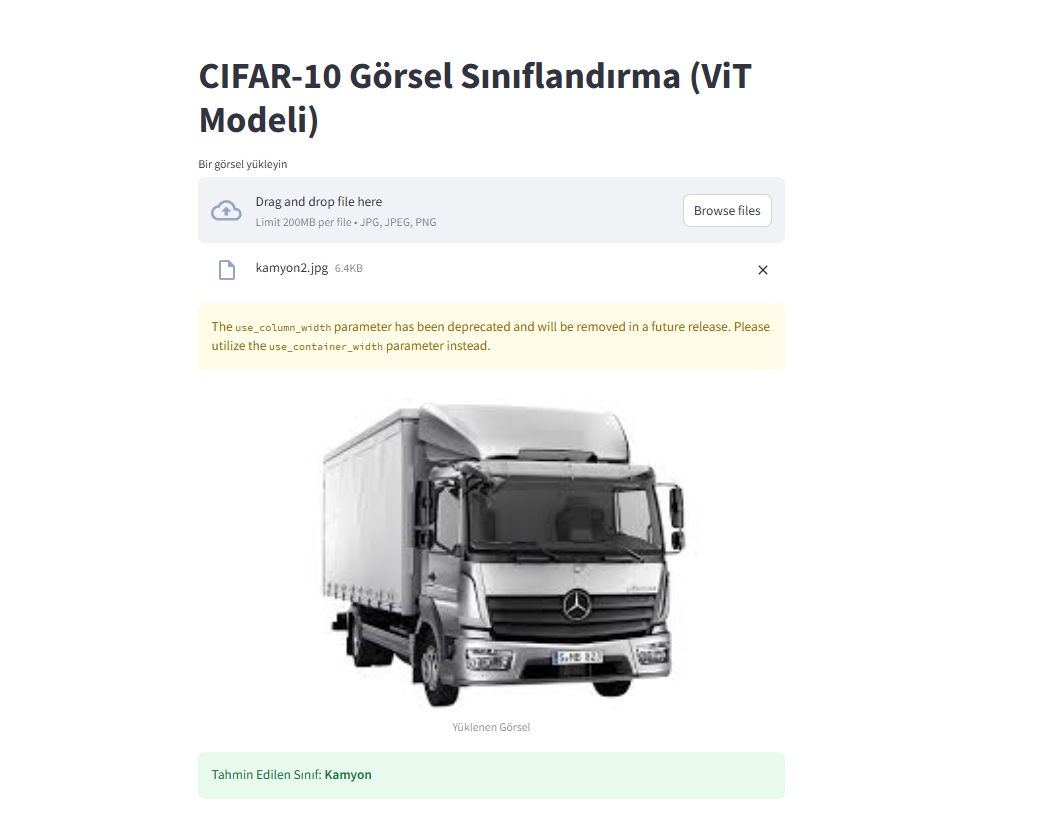 CIFAR-10 Görsel Sınıflandırma (ViT
Modeli)
Bir görsel yükleyin
Drag and drop file here
Limit 200MB per file • JPG, JPEG, PNG
Browse files
kamyon2.jpg 6.4KB
The use_column_width parameter has been deprecated and will be removed in a future release. Please
utilize the use_container_width parameter instead.
Yüklenen Görsel
Tahmin Edilen Sınıf: Kamyon